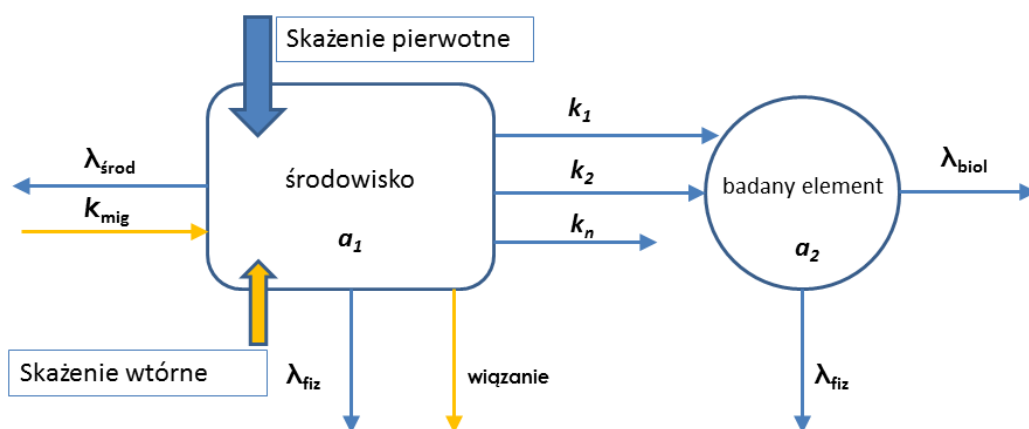 Skażenie pierwotne
k1
λśrod
środowisko
k2
badany element
λbiol
kmig
kn
a1
a2
Skażenie wtórne
λfiz
wiązanie
λfiz